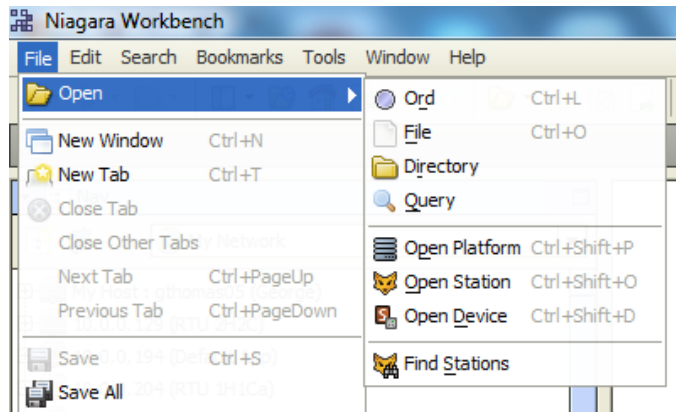 Niagara Workbench
File Edit Search Bookmarks Tools Window Help
Open
New Window Ctrl+N
New Tab Ctrl+T
Close Tab
Close Other Tabs
Next Tab Ctrl+PageUp
Previous Tab Ctrl+PageDown
Save Ctrl+S
Save All
Ord Ctrl+L
File Ctrl+O
Directory
Query
Open Platform Ctrl+Shift+P
Open Station Ctrl+Shift+O
Open Device Ctrl+Shift+D
Find Stations
My Network